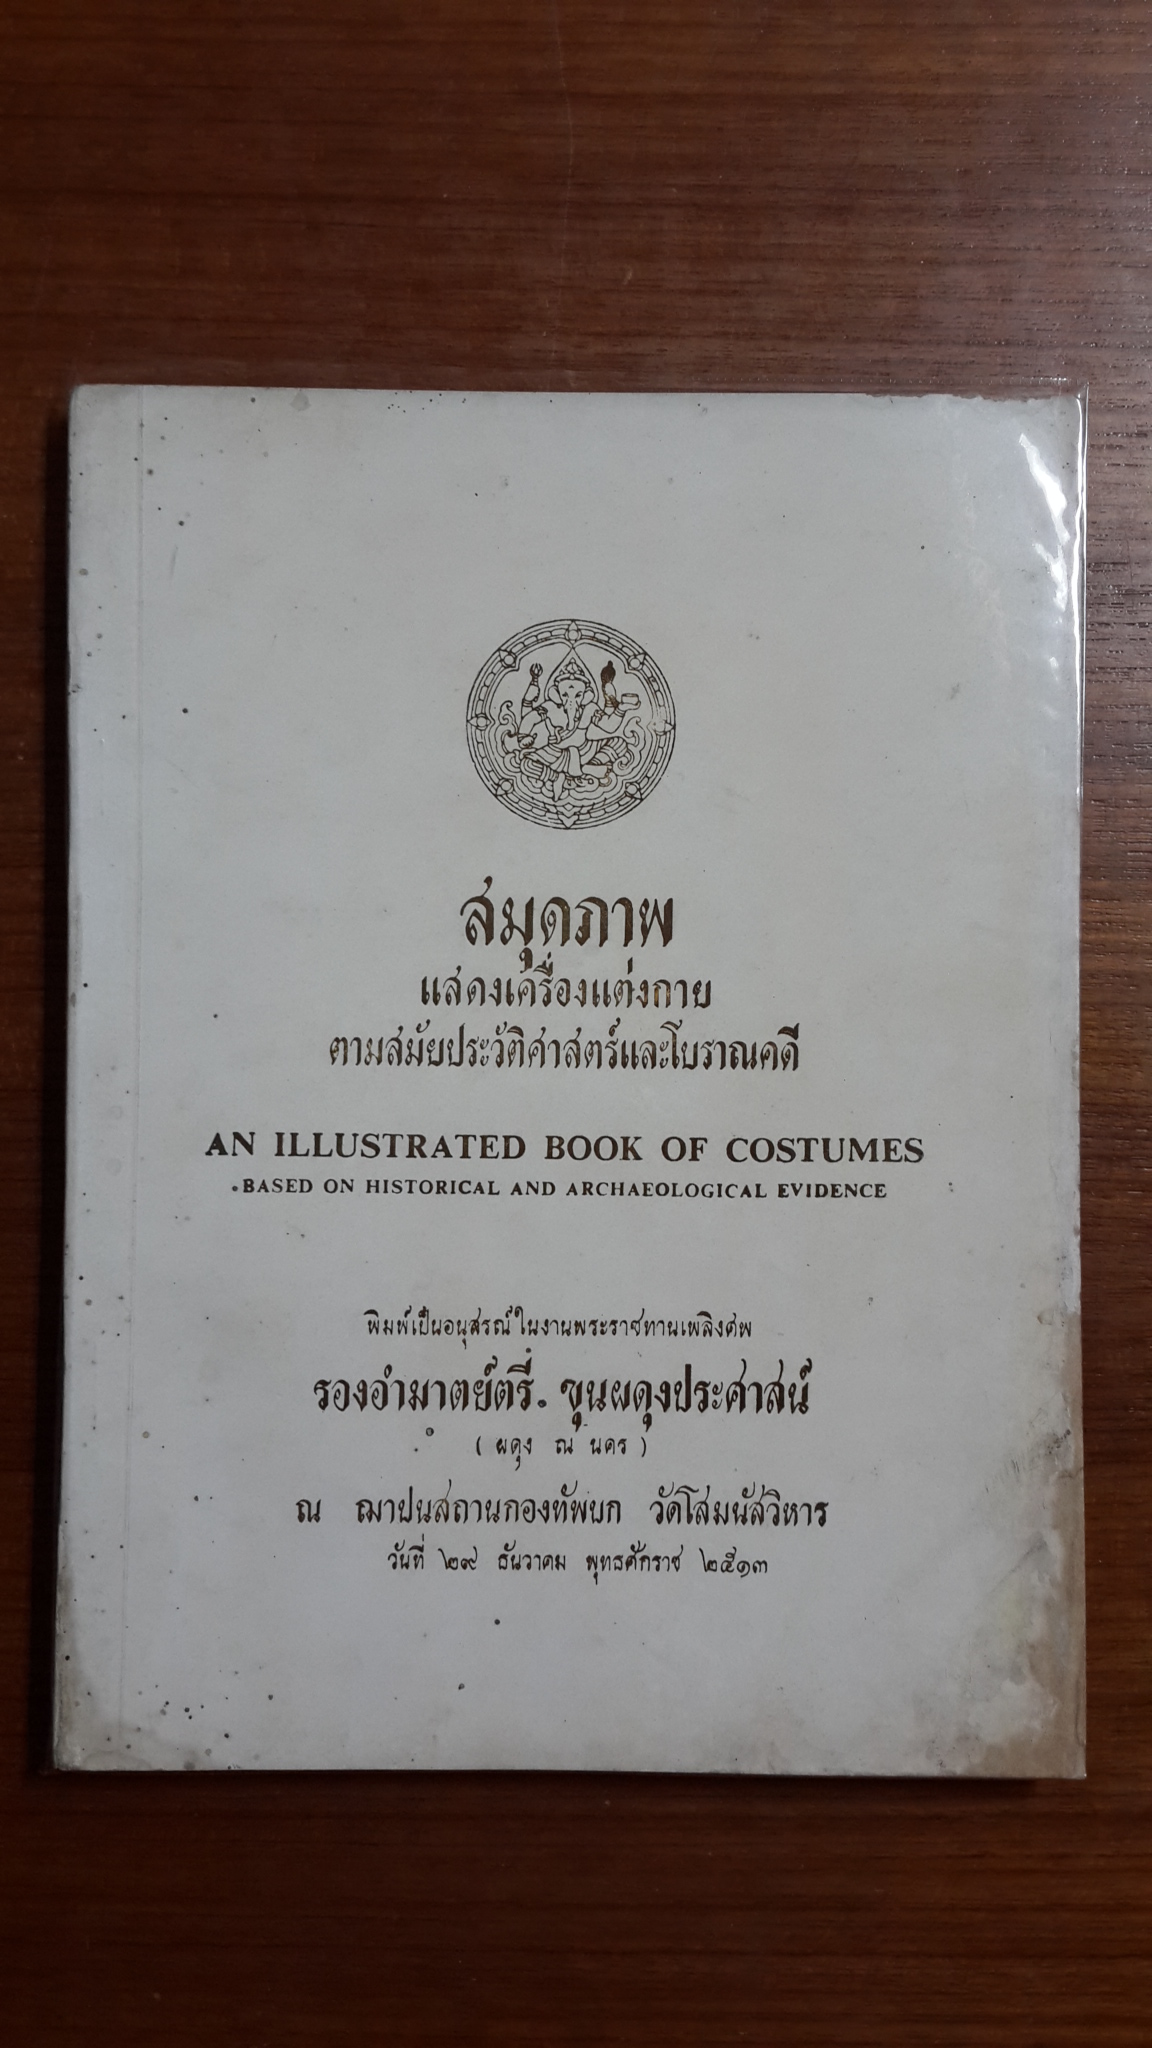 สมุดภาพ
แสดงเครื่องแต่งกาย
ตามสมัยประวัติศาสตร์และโบราณคดี
AN ILLUSTRATED BOOK OF COSTUMES
BASED ON HISTORICAL AND ARCHAEOLOGICAL EVIDENCE
พิมพ์เป็นอนุสรณ์ในงานพระราชทานเพลิงศพ
รองอำมาตย์ตรี ขุนผดุงประศาสน์
( ผดุง ณ นคร )
ณ ฌาปนสถานกองทัพบก วัดโสมนัสวิหาร
วันที่ ๒๙ ธันวาคม พุทธศักราช ๒๕๑๓